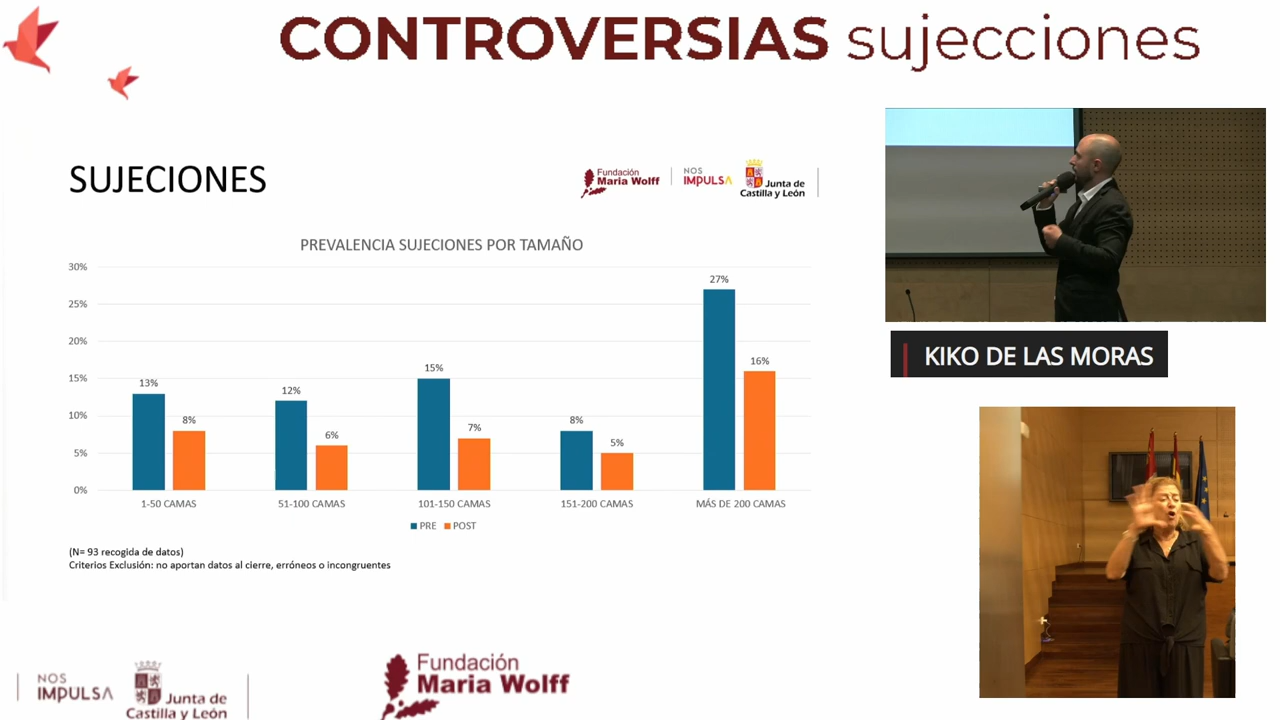 CONTROVERSIAS sujecciones
SUJECIONES
Fundación
Maria Wolff
NOS
IMPULSA
Junta de
Castilla y León
PREVALENCIA SUJECIONES POR TAMAÑO
30%
25%
20%
15%
10%
5%
0%
13%
8%
12%
6%
15%
7%
8%
5%
27%
16%
1-50 CAMAS
51-100 CAMAS
101-150 CAMAS
151-200 CAMAS
MÁS DE 200 CAMAS
PRE
POST
(N= 93 recogida de datos)
Criterios Exclusión: no aportan datos al cierre, erróneos o incongruentes
KIKO DE LAS MORAS
NOS
IMPULSA
Junta de
Castilla y León
Fundación
Maria Wolff